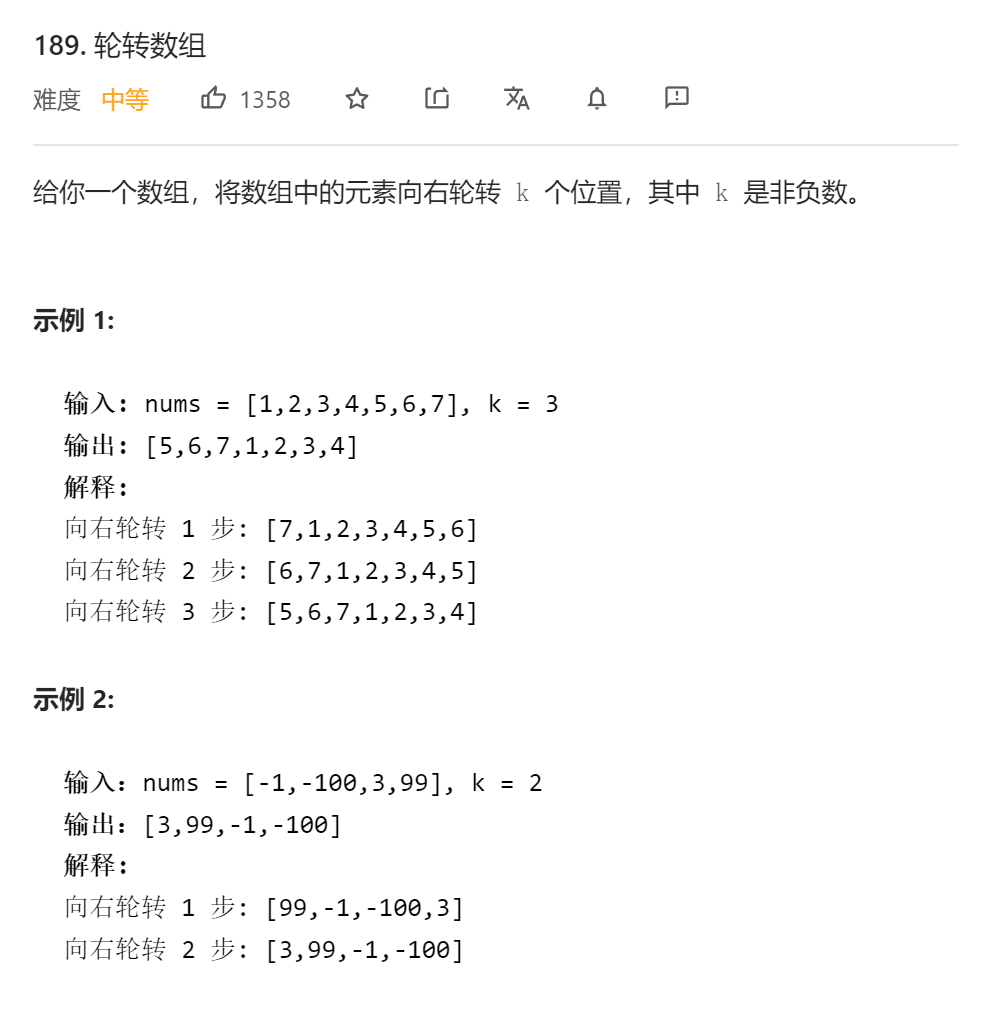 189. 轮转数组
难度 中等 1358
给你一个数组，将数组中的元素向右轮转 k 个位置，其中 k 是非负数。
示例 1:
输入: nums = [1,2,3,4,5,6,7], k = 3
输出: [5,6,7,1,2,3,4]
解释:
向右轮转 1 步: [7,1,2,3,4,5,6]
向右轮转 2 步: [6,7,1,2,3,4,5]
向右轮转 3 步: [5,6,7,1,2,3,4]
示例 2:
输入：nums = [-1,-100,3,99], k = 2
输出：[3,99,-1,-100]
解释:
向右轮转 1 步: [99,-1,-100,3]
向右轮转 2 步: [3,99,-1,-100]